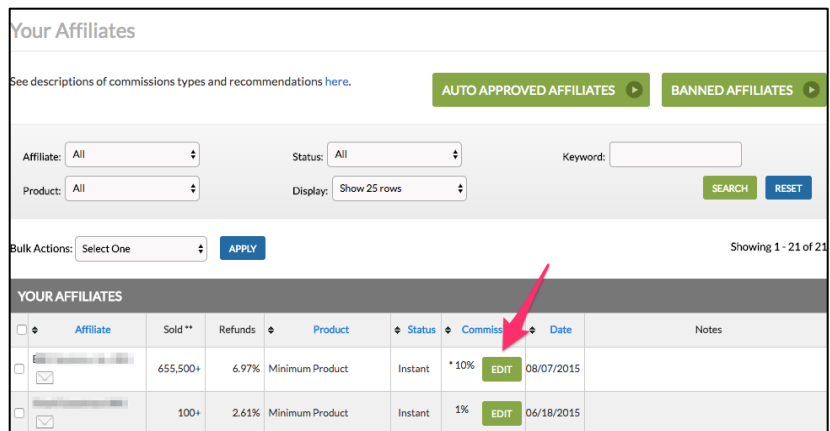 Your Affiliates
See descriptions of commissions types and recommendations here.
AUTO APPROVED AFFILIATES
BANNED AFFILIATES
Affiliate: All
Status: All
Keyword:
Product: All
Display: Show 25 rows
SEARCH
RESET
Bulk Actions: Select One
APPLY
Showing 1 - 21 of 21
YOUR AFFILIATES
Affiliate Sold ** Refunds Product Status Commiss Date Notes
655,500+ 6.97% Minimum Product Instant * 10% EDIT 08/07/2015
100+ 2.61% Minimum Product Instant 1% EDIT 06/18/2015